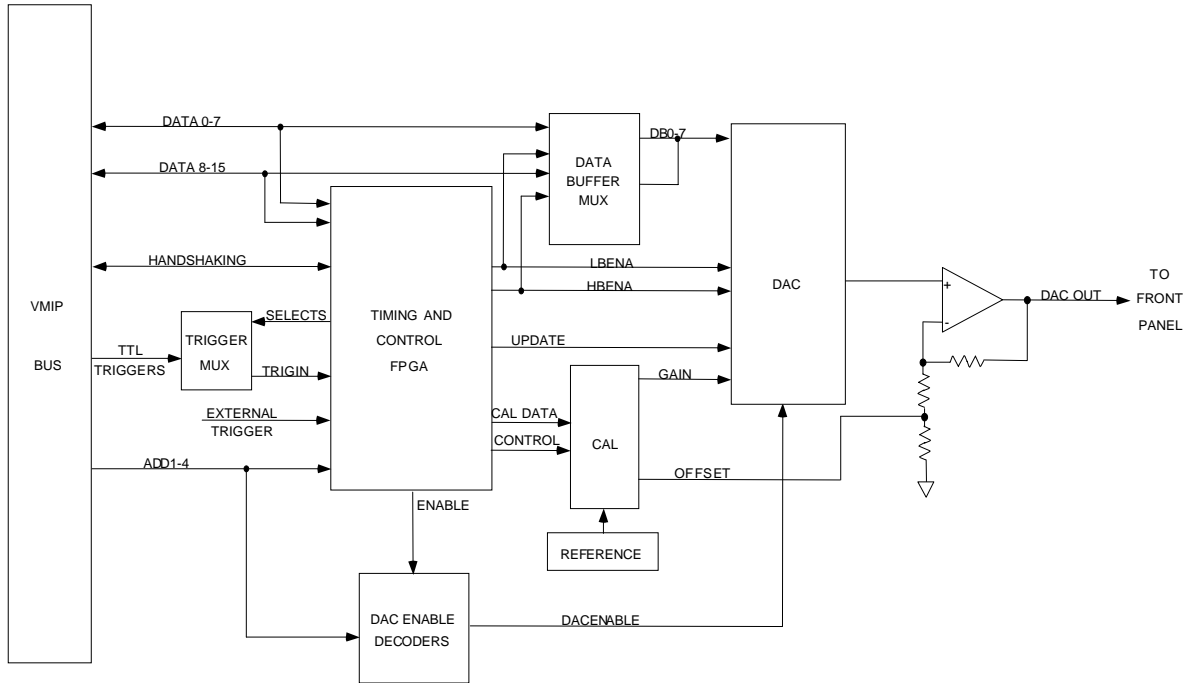 DATA 0-7
DB0-7
DATA
BUFFER
MUX
DATA 8-15
HANDSHAKING
LBENA
HBENA
DAC
TO
FRONT
PANEL
DAC OUT
+
-
VMIP
BUS
SELECTS
TRIGGER
MUX
TIMING AND
CONTROL
FPGA
UPDATE
TTL
TRIGGERS
TRIGIN
GAIN
EXTERNAL
TRIGGER
CAL DATA
CONTROL
CAL
ADD1-4
OFFSET
ENABLE
REFERENCE
DAC ENABLE
DECODERS
DACENABLE